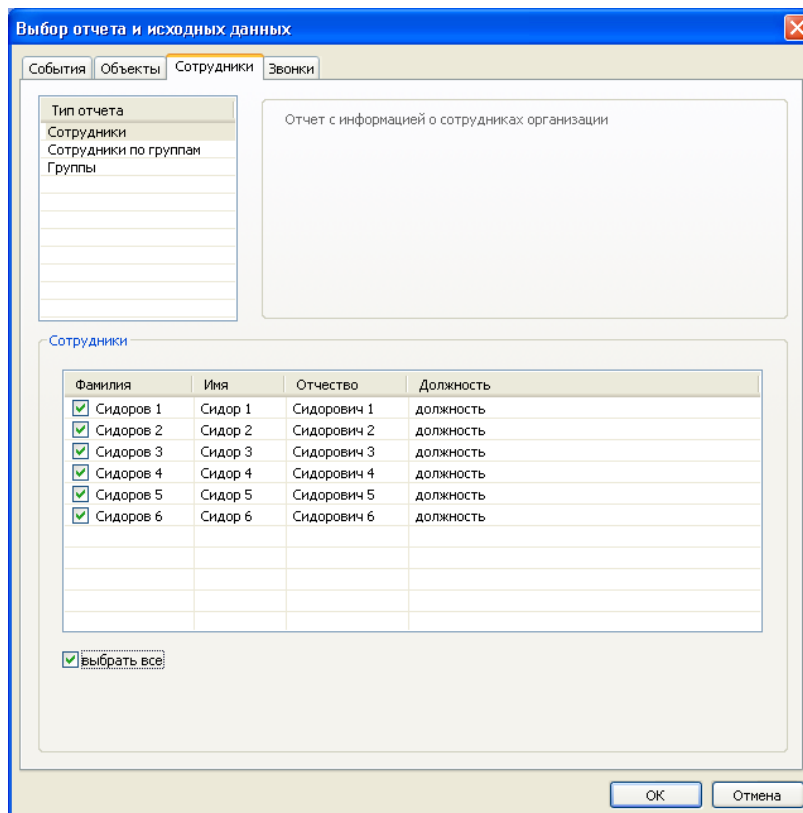 Выбор отчета и исходных данных
События Объекты Сотрудники Звонки
Тип отчета
Сотрудники
Сотрудники по группам
Группы
Отчет с информацией о сотрудниках организации
Сотрудники
Фамилия Имя Отчество Должность
Сидоров 1 Сидор 1 Сидорович 1 должность
Сидоров 2 Сидор 2 Сидорович 2 должность
Сидоров 3 Сидор 3 Сидорович 3 должность
Сидоров 4 Сидор 4 Сидорович 4 должность
Сидоров 5 Сидор 5 Сидорович 5 должность
Сидоров 6 Сидор 6 Сидорович 6 должность
выбрать все
ОК Отмена